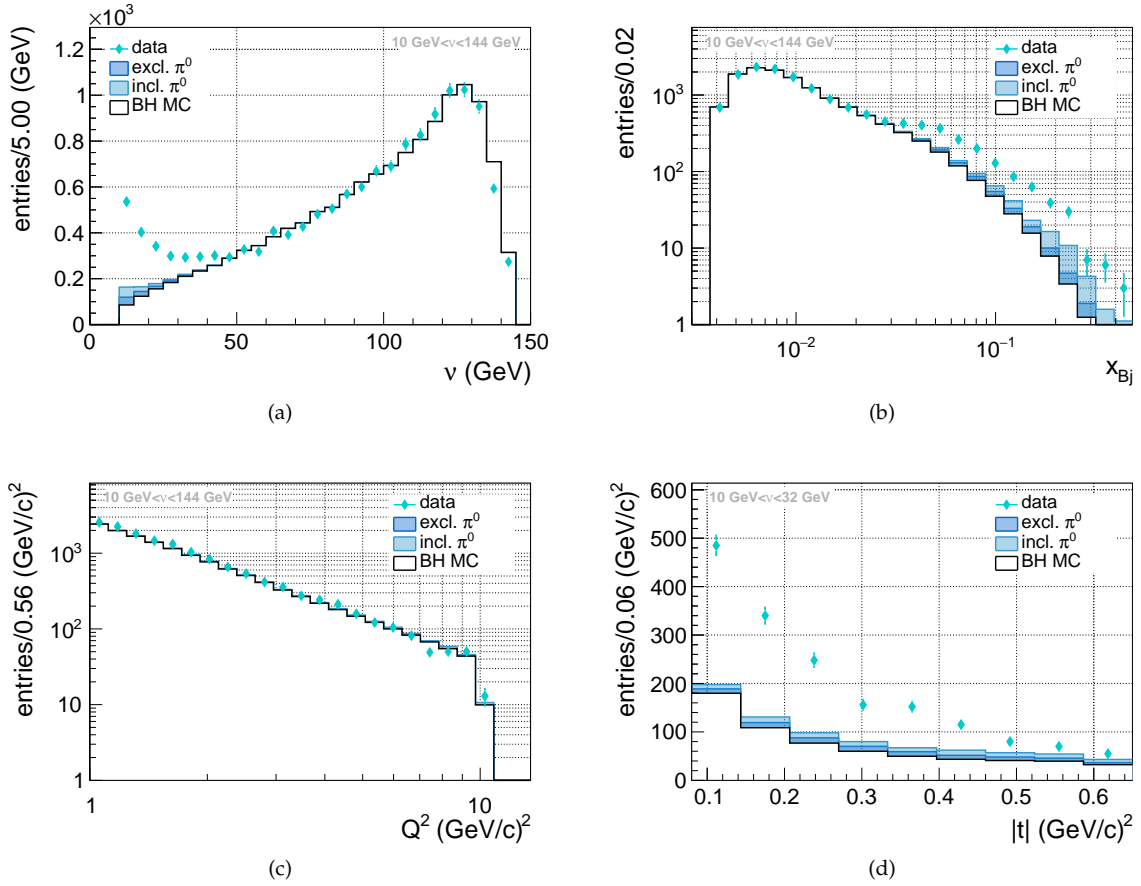 ×10³
entries/5.00 (GeV)
1.2
1
0.8
0.6
0.4
0.2
0
10 GeV<ν<144 GeV
data
excl. π⁰
incl. π⁰
BH MC
0 50 100 150
ν (GeV)
(a)
entries/0.02
10³
10²
10
1
10 GeV<ν<144 GeV
data
excl. π⁰
incl. π⁰
BH MC
10⁻² 10⁻¹
x_Bj
(b)
entries/0.56 (GeV/c)²
10³
10²
10
1
10 GeV<ν<144 GeV
data
excl. π⁰
incl. π⁰
BH MC
1 10
Q² (GeV/c)²
(c)
entries/0.06 (GeV/c)²
600
500
400
300
200
100
0
10 GeV<ν<32 GeV
data
excl. π⁰
incl. π⁰
BH MC
0.1 0.2 0.3 0.4 0.5 0.6
|t| (GeV/c)²
(d)